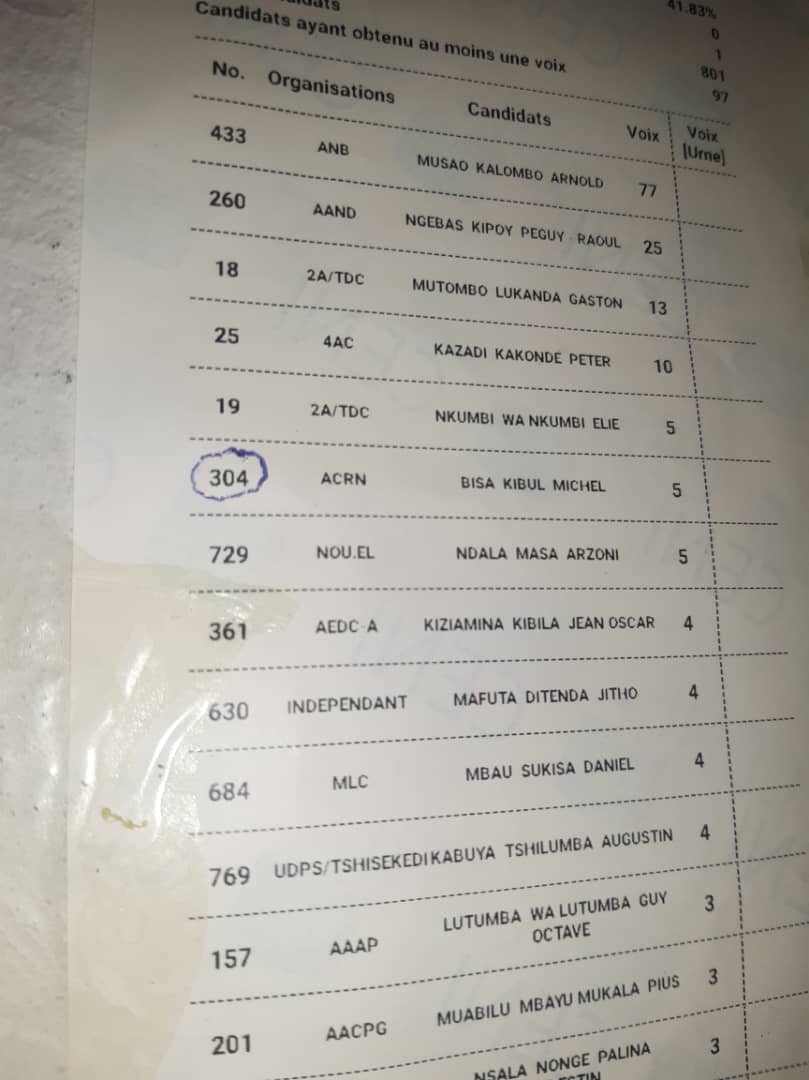 41.83%
0
1
801
Candidats ayant obtenu au moins une voix 97
No. Organisations Candidats Voix Voix [Urne]
433 ANB MUSAO KALOMBO ARNOLD 77
260 AAND NGEBAS KIPOY PEGUY-RAOUL 25
18 2A/TDC MUTOMBO LUKANDA GASTON 13
25 4AC KAZADI KAKONDE PETER 10
19 2A/TDC NKUMBI WA NKUMBI ELIE 5
304 ACRN BISA KIBUL MICHEL 5
729 NOU.EL NDALA MASA ARZONI 5
361 AEDC-A KIZIAMINA KIBILA JEAN OSCAR 4
630 INDEPENDANT MAFUTA DITENDA JITHO 4
684 MLC MBAU SUKISA DANIEL 4
769 UDPS/TSHISEKEDI KABUYA TSHILUMBA AUGUSTIN 4
157 AAAP LUTUMBA WA LUTUMBA GUY OCTAVE 3
201 AACPG MUABILU MBAYU MUKALA PIUS 3
NSALA NONGE PALINA 3